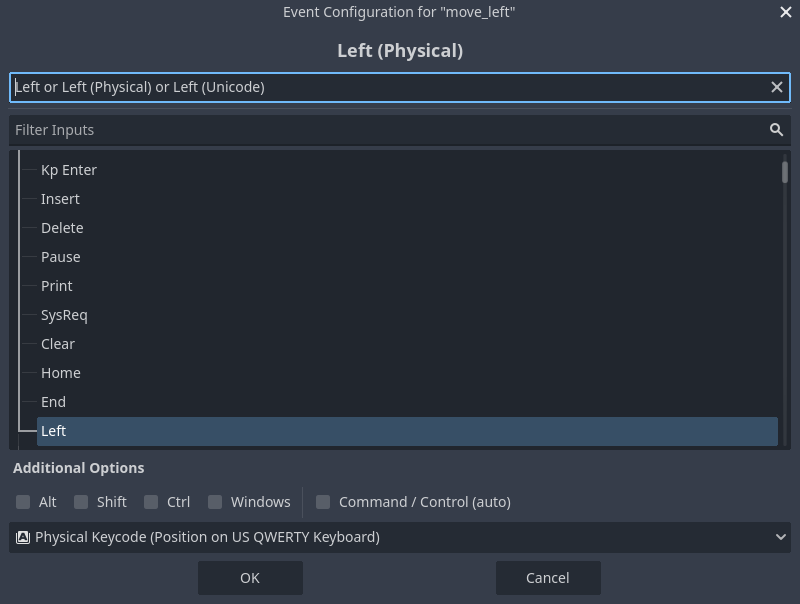 Event Configuration for "move_left"
Left (Physical)
Left or Left (Physical) or Left (Unicode)
Filter Inputs
Kp Enter
Insert
Delete
Pause
Print
SysReq
Clear
Home
End
Left
Additional Options
Alt Shift Ctrl Windows Command / Control (auto)
Physical Keycode (Position on US QWERTY Keyboard)
OK Cancel